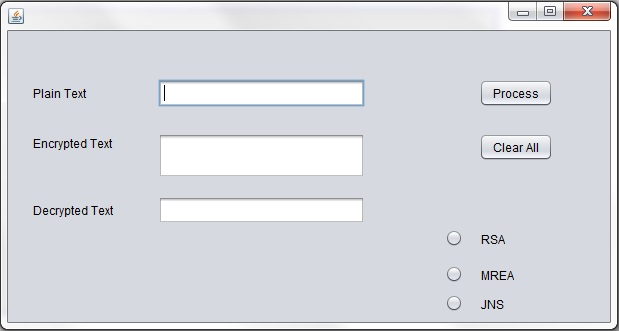 Plain Text
Process
Encrypted Text
Clear All
Decrypted Text
RSA
MREA
JNS